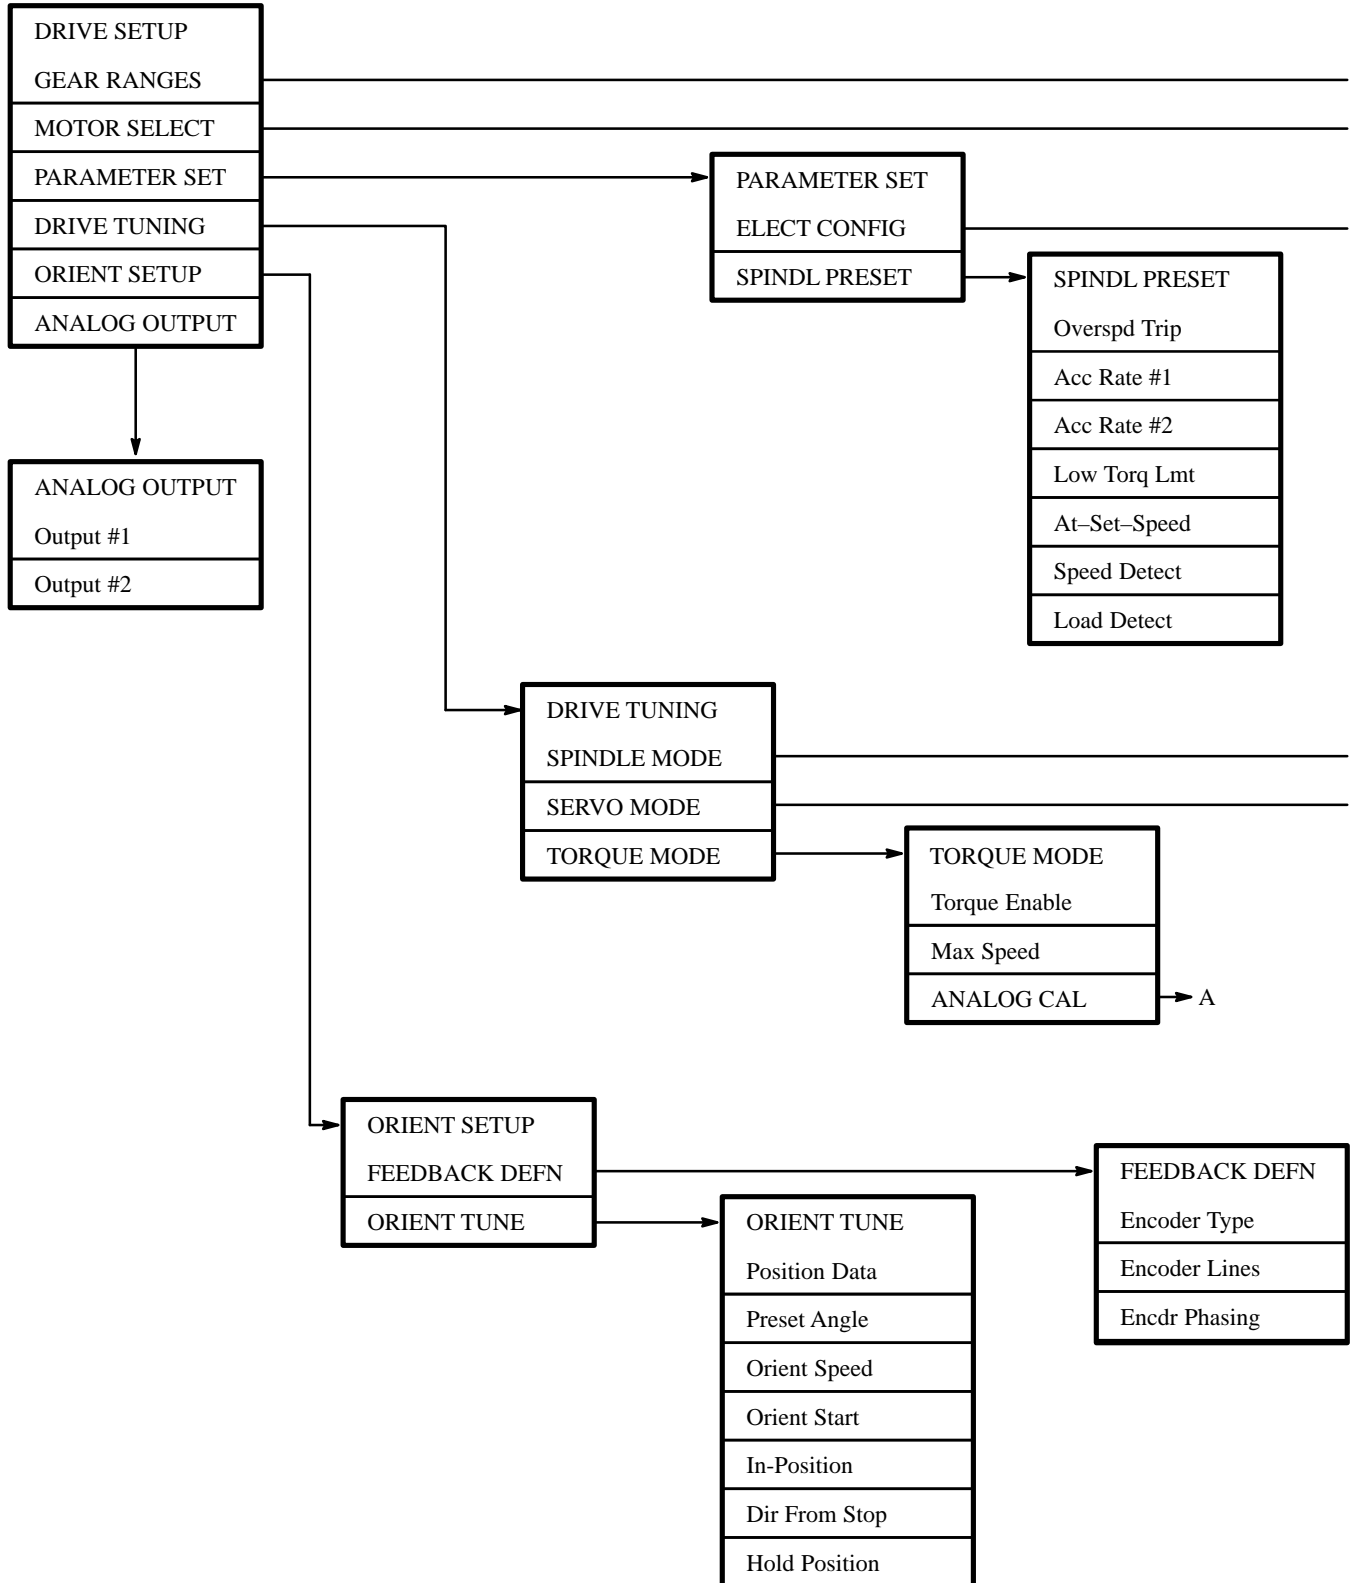 DRIVE SETUP
GEAR RANGES
MOTOR SELECT
PARAMETER SET
DRIVE TUNING
ORIENT SETUP
ANALOG OUTPUT
ANALOG OUTPUT
Output #1
Output #2
PARAMETER SET
ELECT CONFIG
SPINDL PRESET
SPINDL PRESET
Overspd Trip
Acc Rate #1
Acc Rate #2
Low Torq Lmt
At–Set–Speed
Speed Detect
Load Detect
DRIVE TUNING
SPINDLE MODE
SERVO MODE
TORQUE MODE
TORQUE MODE
Torque Enable
Max Speed
ANALOG CAL
A
ORIENT SETUP
FEEDBACK DEFN
ORIENT TUNE
ORIENT TUNE
Position Data
Preset Angle
Orient Speed
Orient Start
In-Position
Dir From Stop
Hold Position
FEEDBACK DEFN
Encoder Type
Encoder Lines
Encdr Phasing